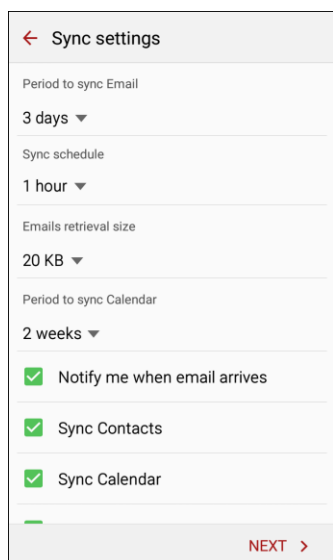 Sync settings
Period to sync Email
3 days
Sync schedule
1 hour
Emails retrieval size
20 KB
Period to sync Calendar
2 weeks
Notify me when email arrives
Sync Contacts
Sync Calendar
NEXT